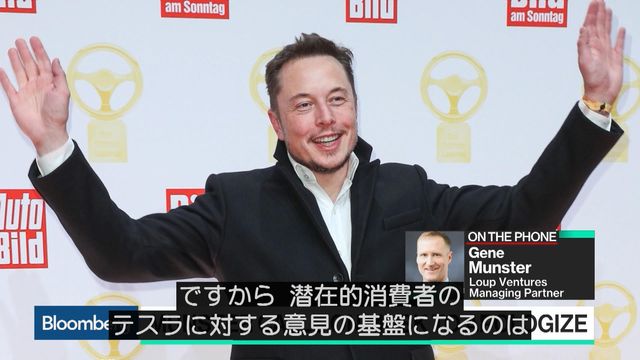 am Sonntag
Bild
am Sonntag
Auto
Bild
ON THE PHONE
Gene
Munster
Loup Ventures
Managing Partner
ですから 潜在的消費者の
テスラに対する意見の基盤になるのは
Bloombe
OGIZE